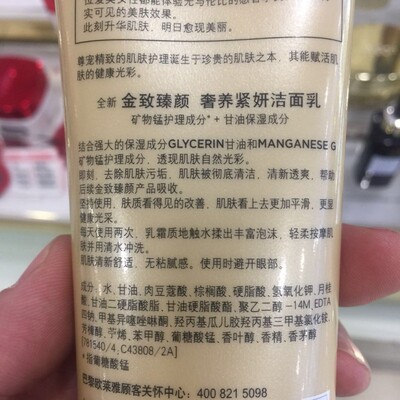 实可见的美肤效果。
此刻升华肌肤、明日愈现美丽。
尊宠精致的肌肤护理诞生于珍贵的肌肤之本,其能赋活肌
肤的健康光彩。
全新 金致臻颜 奢养紧妍洁面乳
矿物锰护理成分* + 甘油保湿成分
结合强大的保湿成分GLYCERIN甘油和MANGANESE G
矿物锰护理成分、透现肌肤自然光彩。
即刻、去除肌肤污垢、肌肤被彻底清洁、清新透爽、帮助
后续金致臻颜产品吸收。
坚持使用、肤质看得见的改善、肌肤看上去更加平滑、更显
健康光采。
每天使用两次、乳霜质地触水揉出丰富泡沫、轻柔按摩肌
肤并用清水冲洗。
肌肤清新舒适、无粘腻感。使用时避开眼部。
成分:水、甘油、肉豆蔻酸、棕榈酸、硬脂酸、氢氧化钾、月桂
酸、甘油二硬脂酸脂、甘油硬脂酸酯、聚乙二醇-14M、EDTA
四钠、甲基异噻唑啉酮、羟丙基瓜儿胶羟丙基三甲基氯化铵、
芳樟醇、苧烯、苯甲醇、葡糖酸锰、香叶醇、香精、香茅醇
[781540/4,C43808/2A]
* 指葡糖酸锰
巴黎欧莱雅顾客关怀中心: 400 821 5098